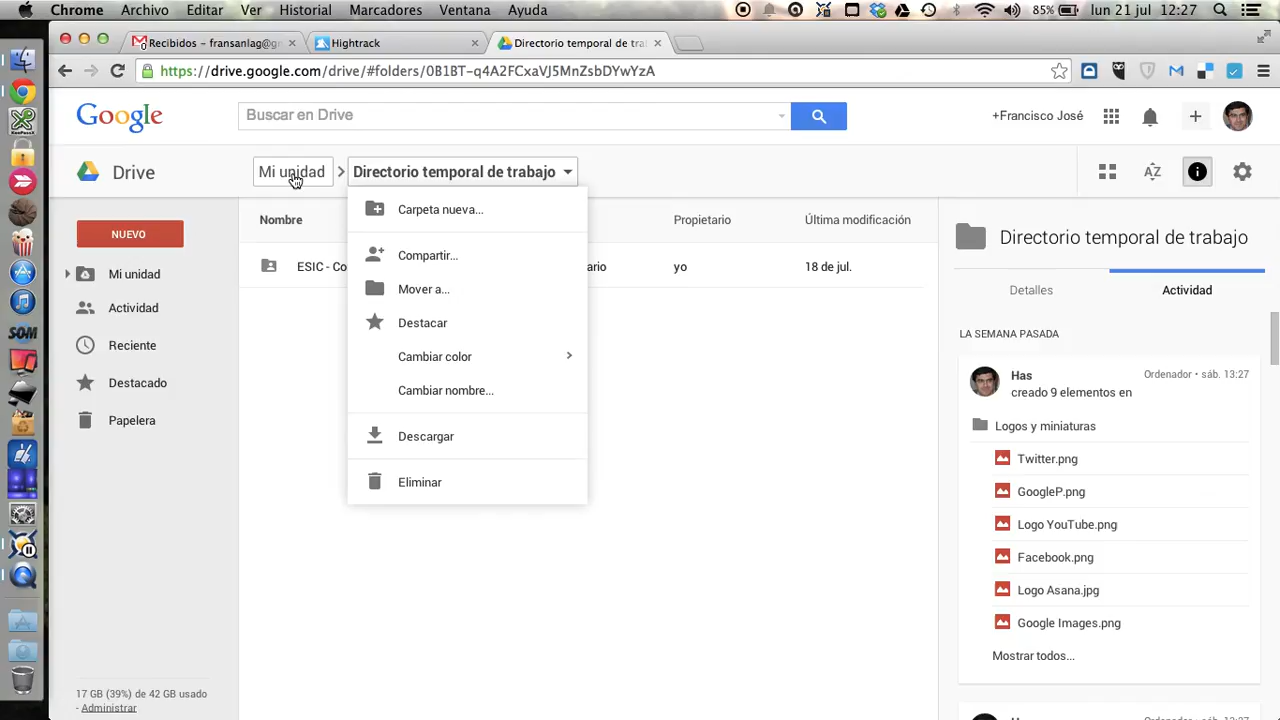 Chrome Archivo Editar Ver Historial Marcadores Ventana Ayuda 85% lun 21 jul 12:27
Recibidos - fransanlag@g
Hightrack
Directorio temporal de tra
https://drive.google.com/drive/#folders/0B1BT-q4A2FCxaVJ5MnZsbDYwYzA
Google
Buscar en Drive
+Francisco José
Drive
Mi unidad
Directorio temporal de trabajo
AZ
NUEVO
Mi unidad
Actividad
Reciente
Destacado
Papelera
17 GB (39%) de 42 GB usado
- Administrar
Nombre
Propietario
Última modificación
ESIC - Co
ario
yo
18 de jul.
Carpeta nueva...
Compartir...
Mover a...
Destacar
Cambiar color
Cambiar nombre...
Descargar
Eliminar
Directorio temporal de trabajo
Detalles
Actividad
LA SEMANA PASADA
Has
Ordenador • sáb. 13:27
creado 9 elementos en
Logos y miniaturas
Twitter.png
GoogleP.png
Logo YouTube.png
Facebook.png
Logo Asana.jpg
Google Images.png
Mostrar todos...
SOM